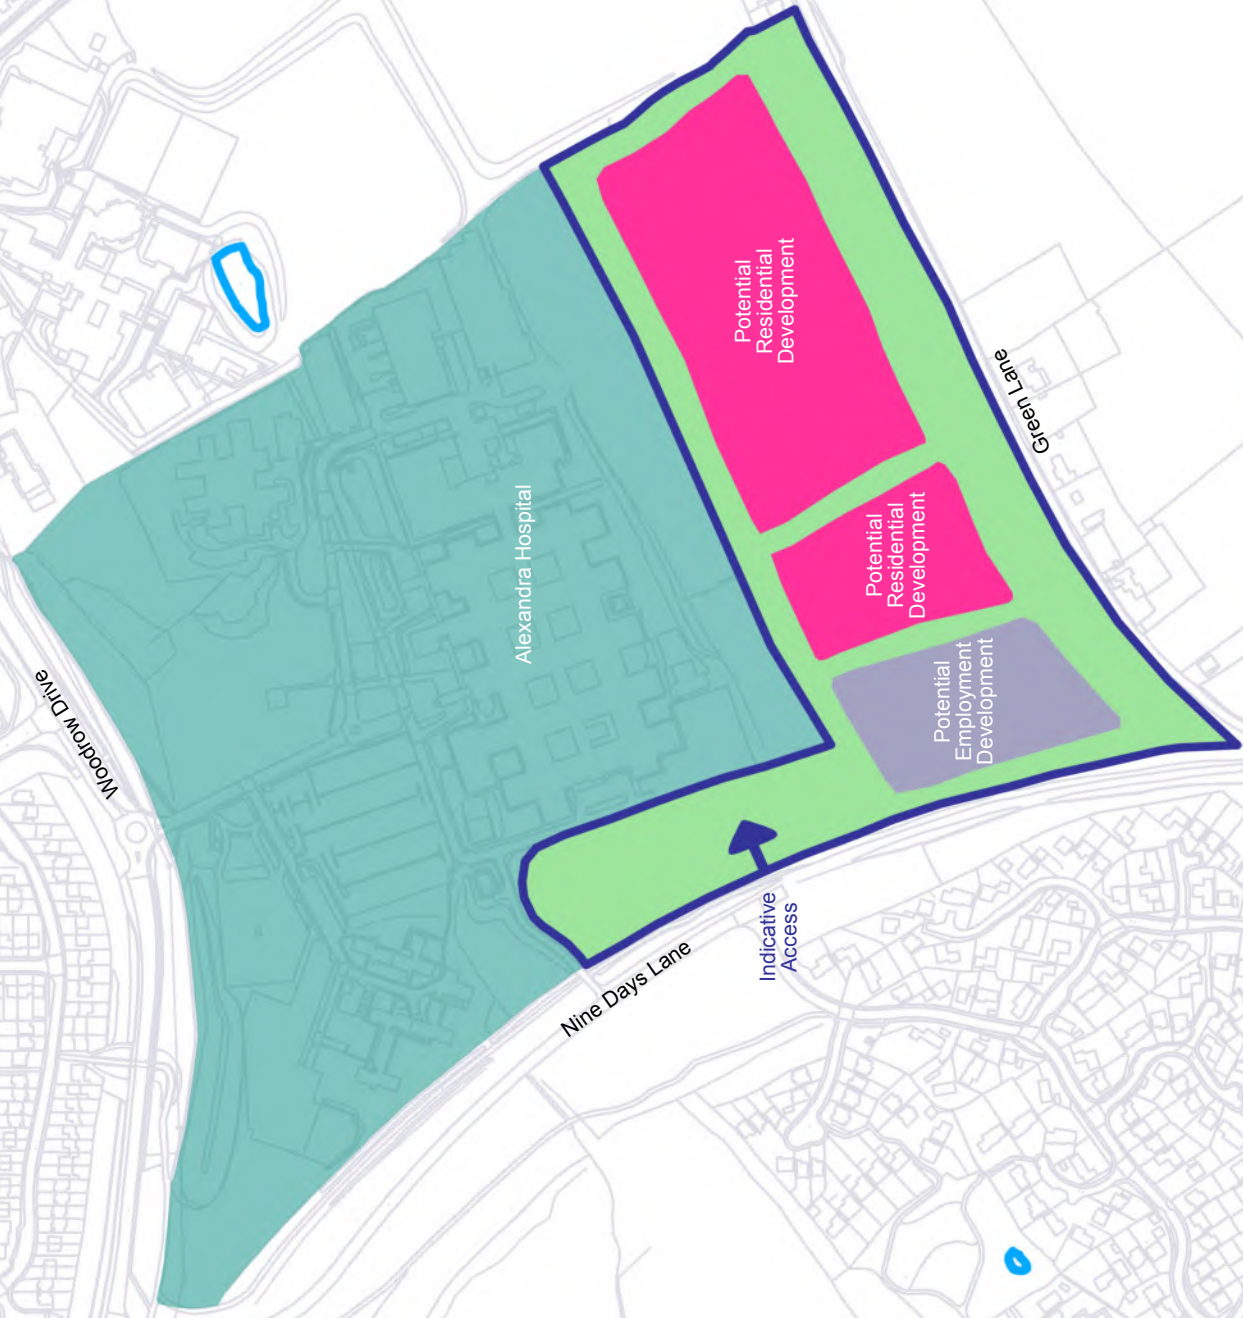 Woodrow Drive
Alexandra Hospital
Nine Days Lane
Indicative
Access
Potential
Residential
Development
Potential
Residential
Development
Potential
Employment
Development
Green Lane